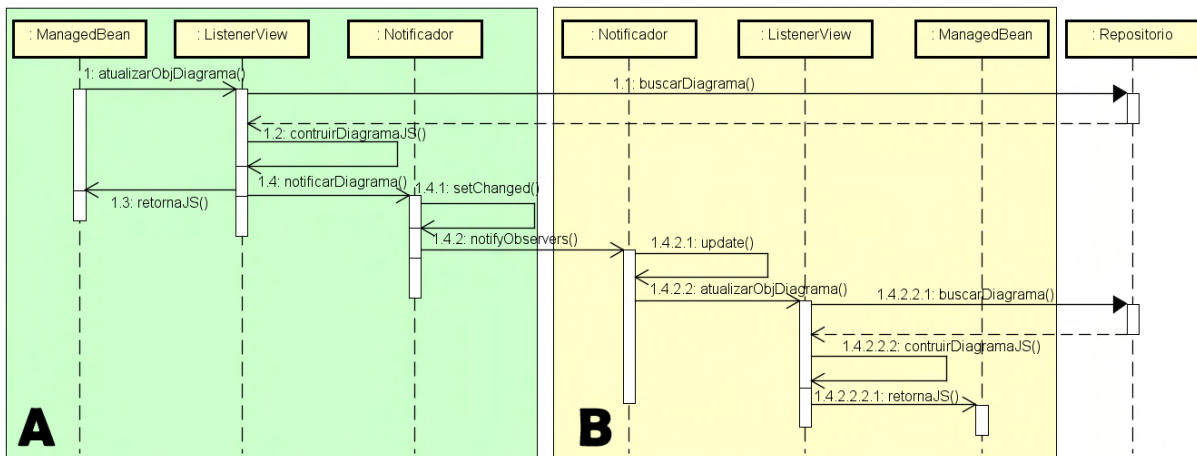 : ManagedBean
: ListenerView
: Notificador
: Notificador
: ListenerView
: ManagedBean
: Repositorio
1: atualizarObjDiagrama()
1.1: buscarDiagrama()
1.2: contruirDiagramaJS()
1.3: retornaJS()
1.4: notificarDiagrama()
1.4.1: setChanged()
1.4.2: notifyObservers()
1.4.2.1: update()
1.4.2.2: atualizarObjDiagrama()
1.4.2.2.1: buscarDiagrama()
1.4.2.2.2: contruirDiagramaJS()
1.4.2.2.2.1: retornaJS()
A
B